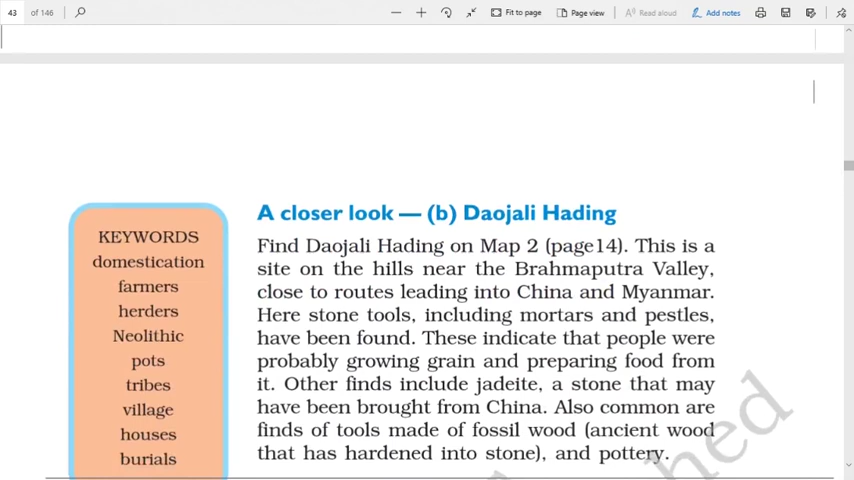 43 of 146
Fit to page
Page view
Read aloud
Add notes
A closer look — (b) Daojali Hading
KEYWORDS
domestication
farmers
herders
Neolithic
pots
tribes
village
houses
burials
Find Daojali Hading on Map 2 (page14). This is a
site on the hills near the Brahmaputra Valley,
close to routes leading into China and Myanmar.
Here stone tools, including mortars and pestles,
have been found. These indicate that people were
probably growing grain and preparing food from
it. Other finds include jadeite, a stone that may
have been brought from China. Also common are
finds of tools made of fossil wood (ancient wood
that has hardened into stone), and pottery.
hed